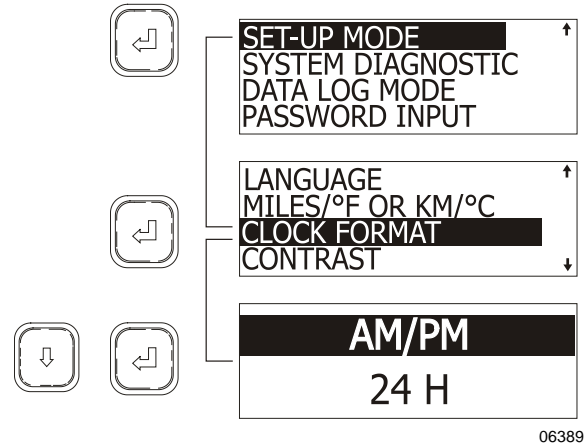 SET-UP MODE
SYSTEM DIAGNOSTIC
DATA LOG MODE
PASSWORD INPUT
LANGUAGE
MILES/°F OR KM/°C
CLOCK FORMAT
CONTRAST
AM/PM
24 H
06389